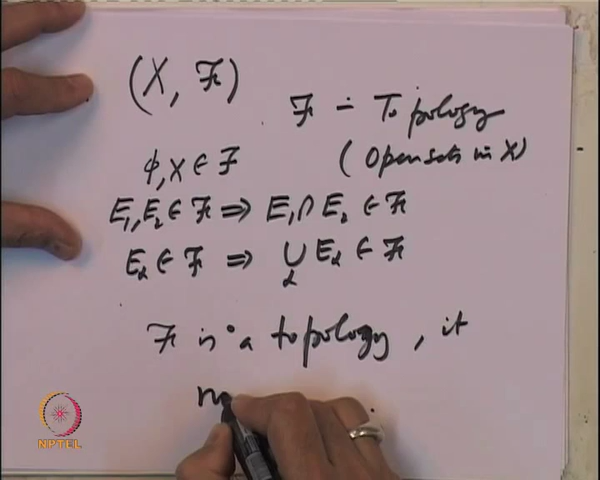 (X, ℱ)
ℱ – Topology
(Open sets in X)
ϕ, X ∈ ℱ
E₁, E₂ ∈ ℱ ⇒ E₁ ∩ E₂ ∈ ℱ
E_α ∈ ℱ ⇒ ∪_α E_α ∈ ℱ
ℱ is a topology, it
NPTEL